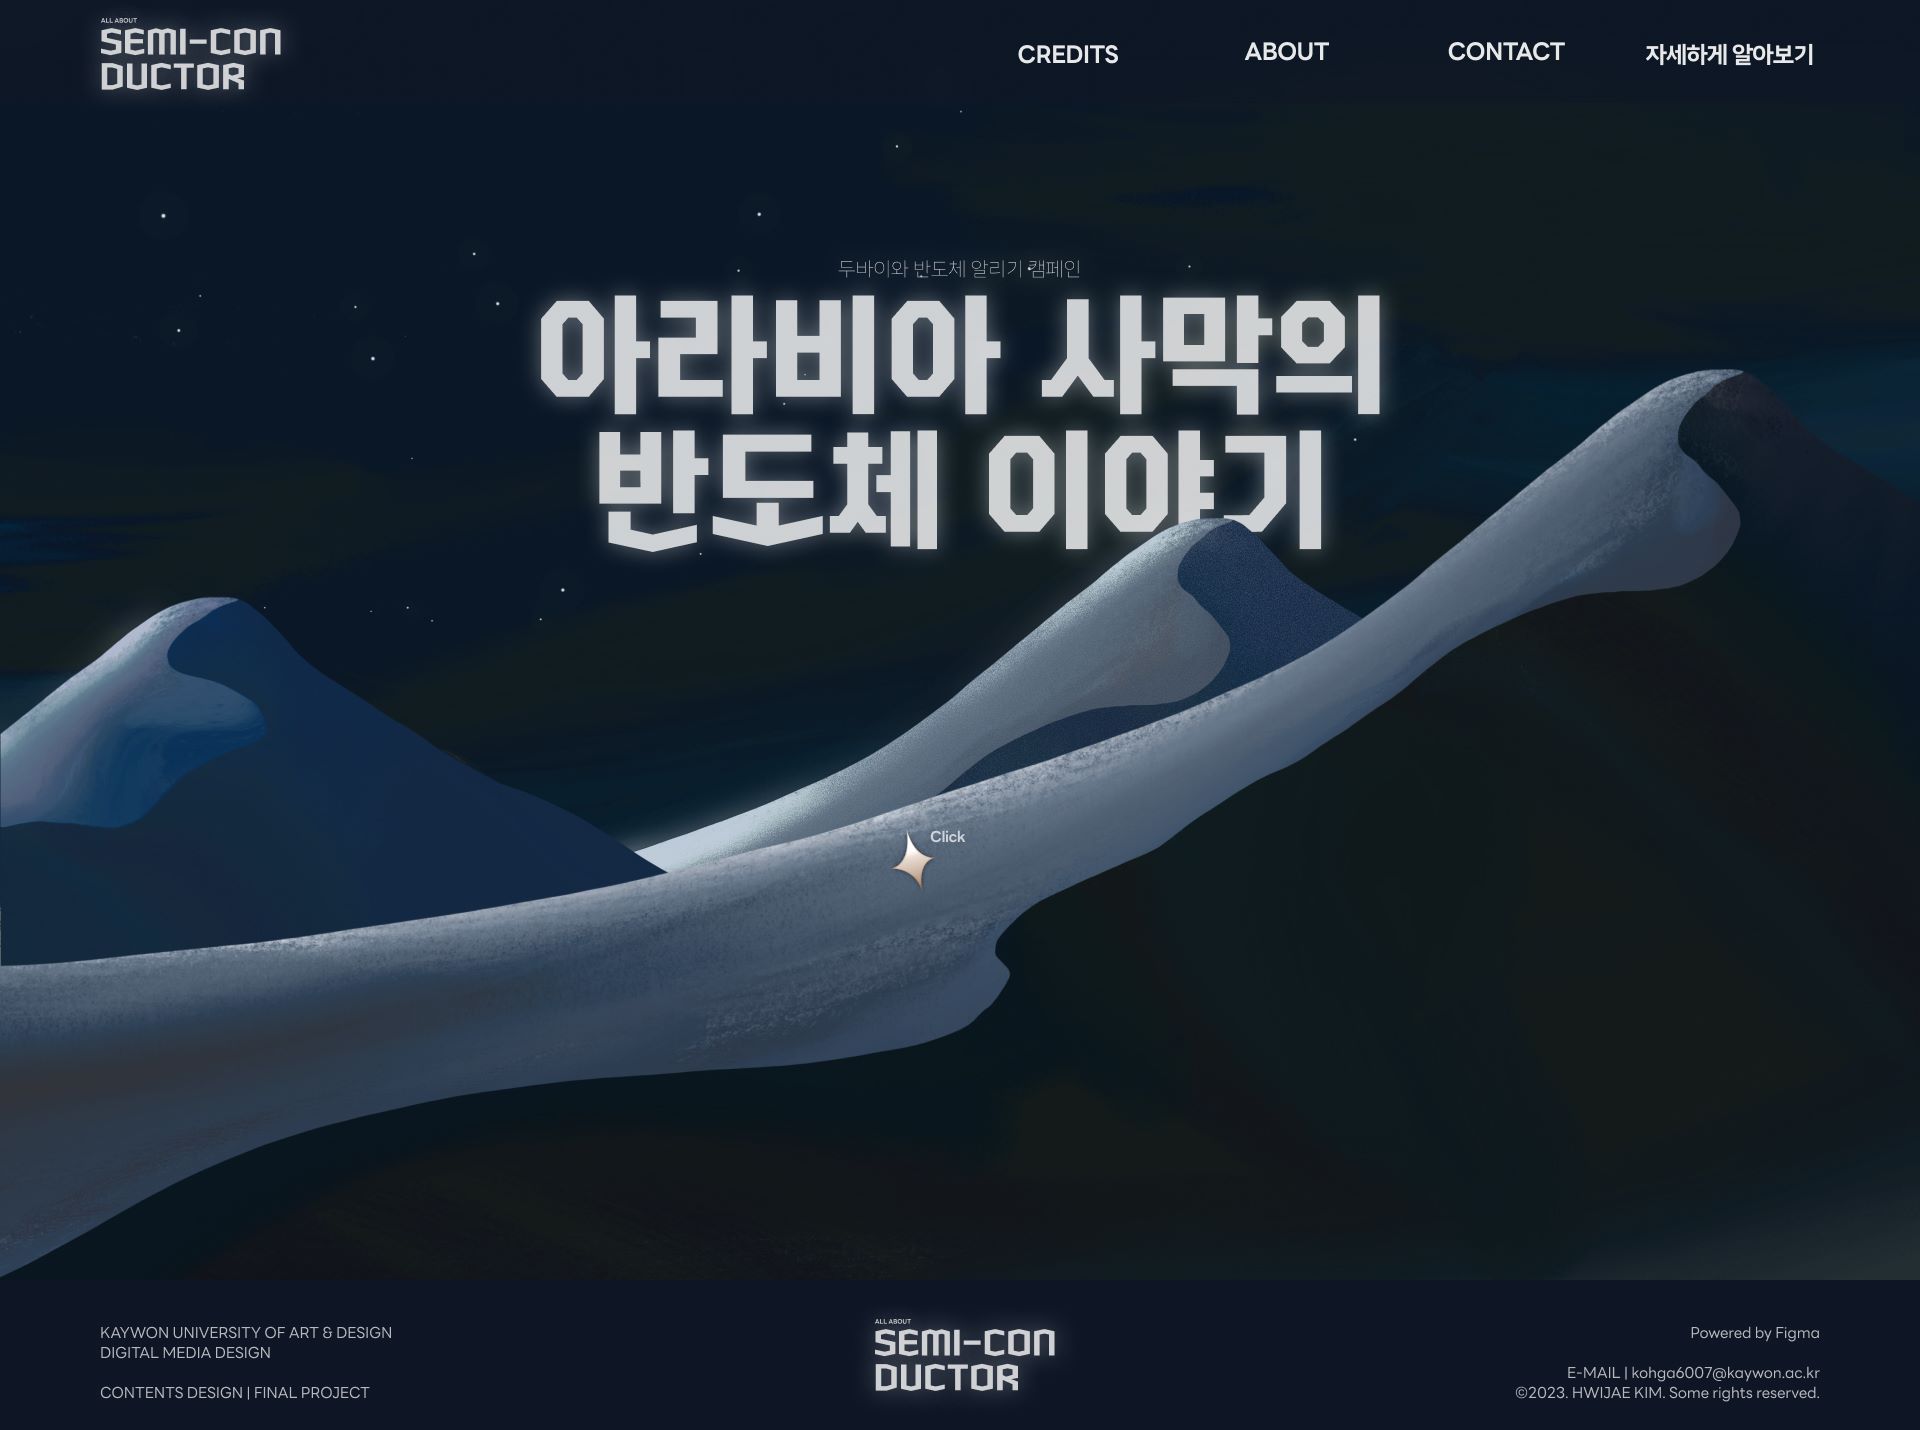 ALL ABOUT
SEMI-CON
DUCTOR
CREDITS
ABOUT
CONTACT
자세하게 알아보기
두바이와 반도체 알리기 캠페인
아라비아 사막의
반도체 이야기
Click
KAYWON UNIVERSITY OF ART & DESIGN
DIGITAL MEDIA DESIGN
CONTENTS DESIGN | FINAL PROJECT
ALL ABOUT
SEMI-CON
DUCTOR
Powered by Figma
E-MAIL | kohga6007@kaywon.ac.kr
©2023. HWIJAE KIM. Some rights reserved.